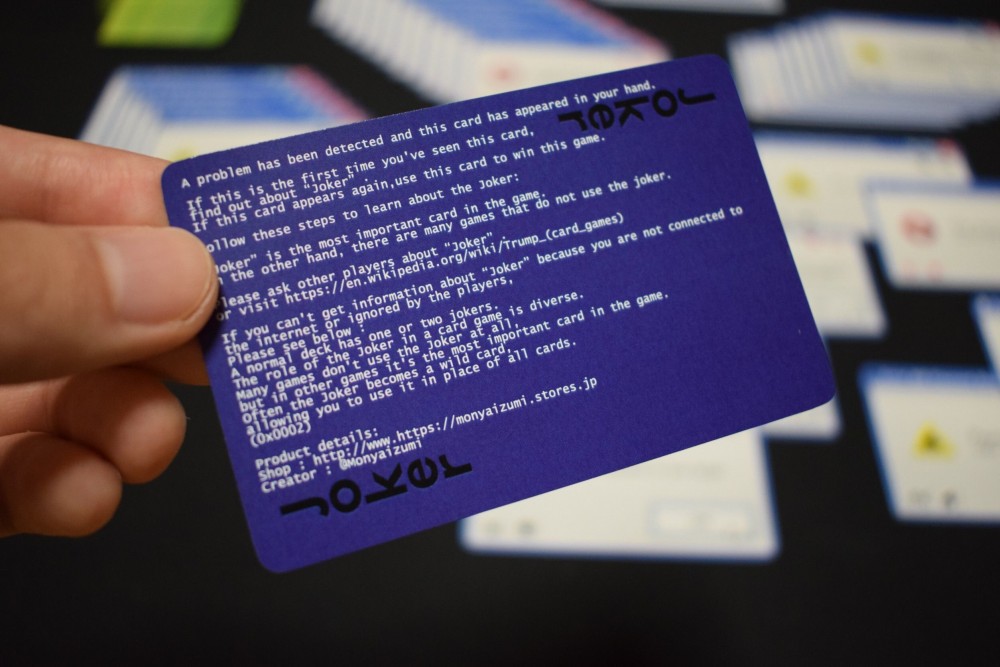 A problem has been detected and this card has appeared in your hand.
Joker
If this is the first time you've seen this card,
find out about "Joker".
If this card appears again,use this card to win this game.
ollow these steps to learn about the Joker:
oker" is the most important card in the game.
the other hand, there are many games that do not use the joker.
lease ask other players about "Joker"
or visit https://en.wikipedia.org/wiki/Trump_(card_games)
If you can't get information about "Joker" because you are not connected to
the internet or ignored by the players,
Please see below :
A normal deck has one or two jokers.
The role of the Joker in a card game is diverse.
Many games don't use the Joker at all,
but in other games it's the most important card in the game.
Often the Joker becomes a wild card,
allowing you to use it in place of all cards.
(0x0002)
Product details:
Shop : http://www.https://monyaizumi.stores.jp
Creator : @Monyaizumi
Joker